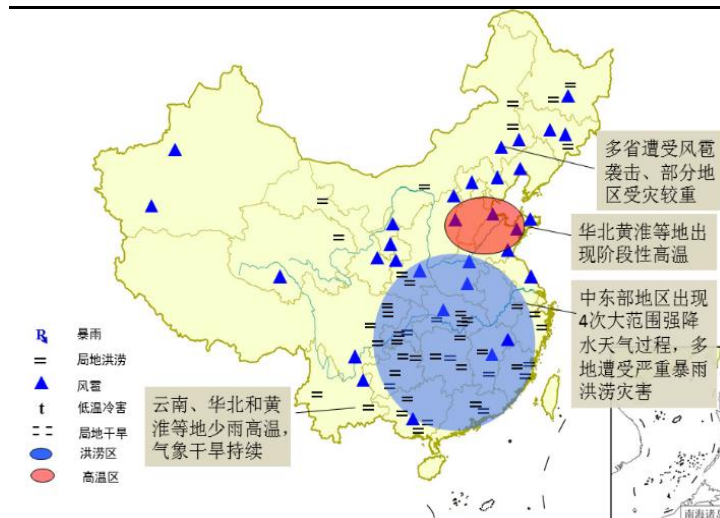 多省遭受风雹
袭击、部分地
区受灾较重
华北黄淮等地出
现阶段性高温
中东部地区出现
4次大范围强降
水天气过程，多
地遭受严重暴雨
洪涝灾害
云南、华北和黄
淮等地少雨高温，
气象干旱持续
R 暴雨
局地洪涝
风雹
t 低温冷害
局地干旱
洪涝区
高温区
南海诸岛